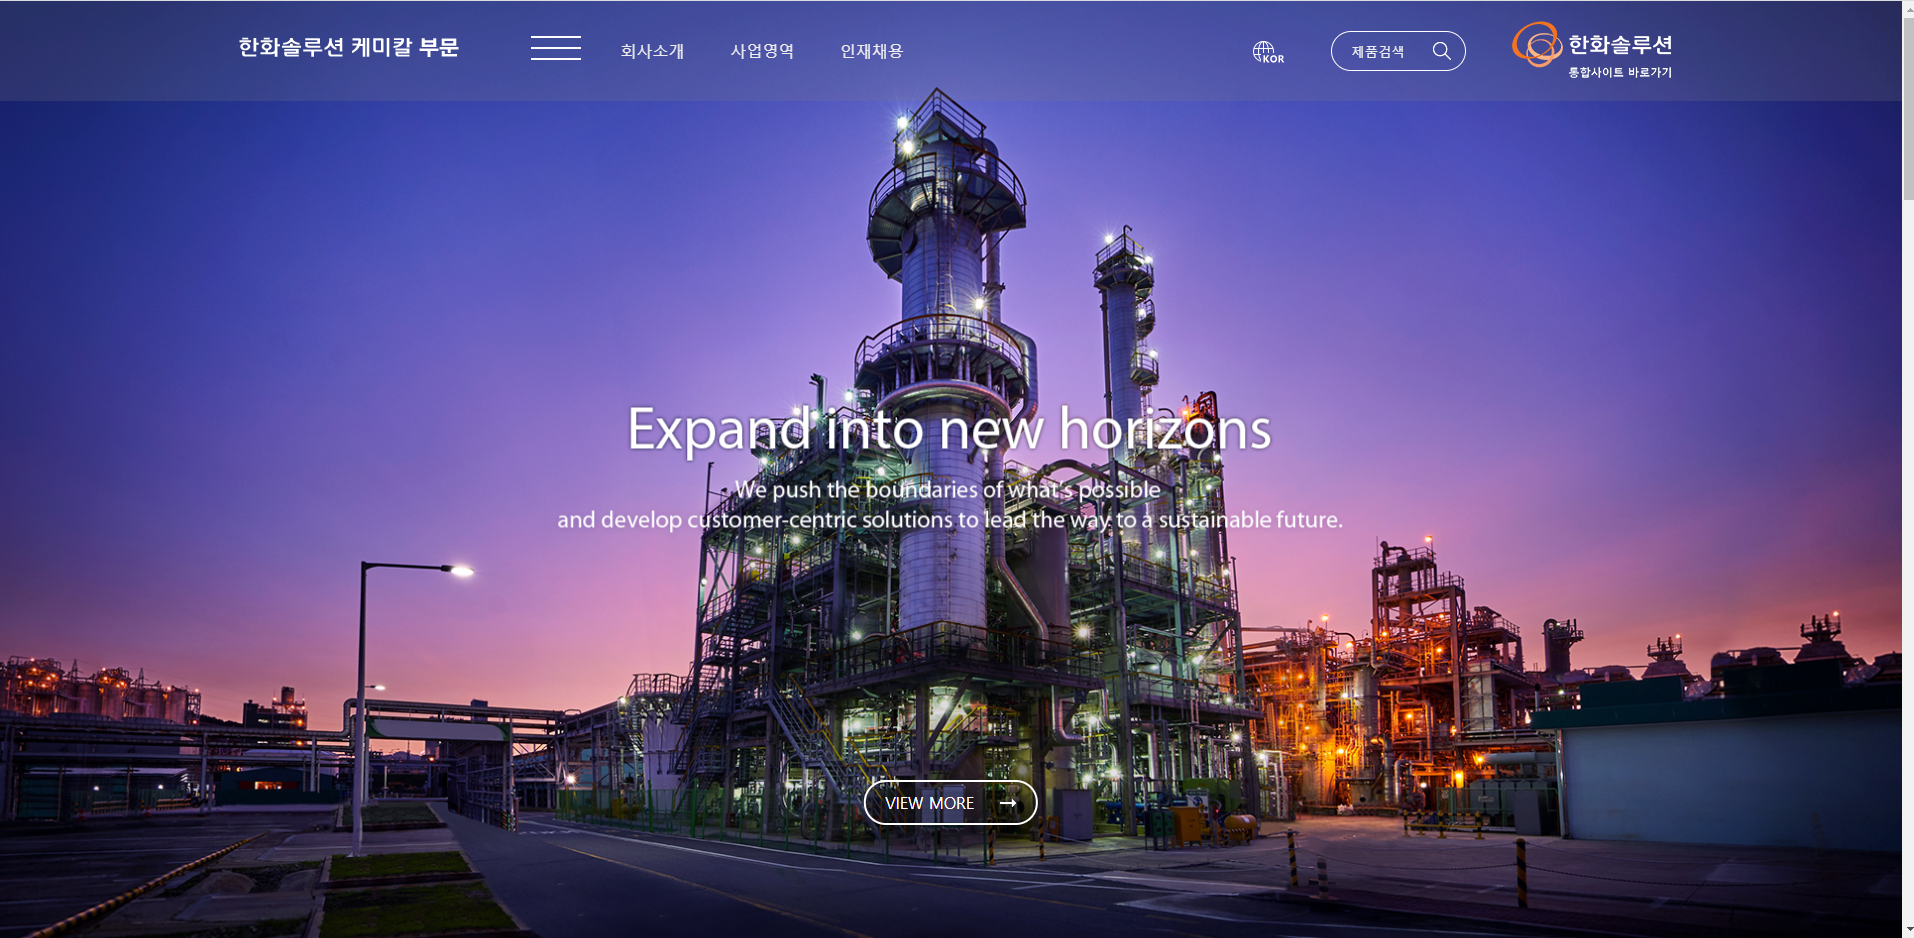 한화솔루션 케미칼 부문
회사소개
사업영역
인재채용
KOR
제품검색
한화솔루션
통합사이트 바로가기
Expand into new horizons
We push the boundaries of what's possible
and develop customer-centric solutions to lead the way to a sustainable future.
VIEW MORE